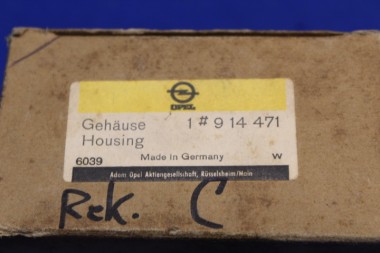 OPEL
Gehäuse 1 # 9 14 471
Housing
6039 Made in Germany W
Adam Opel Aktiengesellschaft, Rüsselsheim/Main
Rek. C